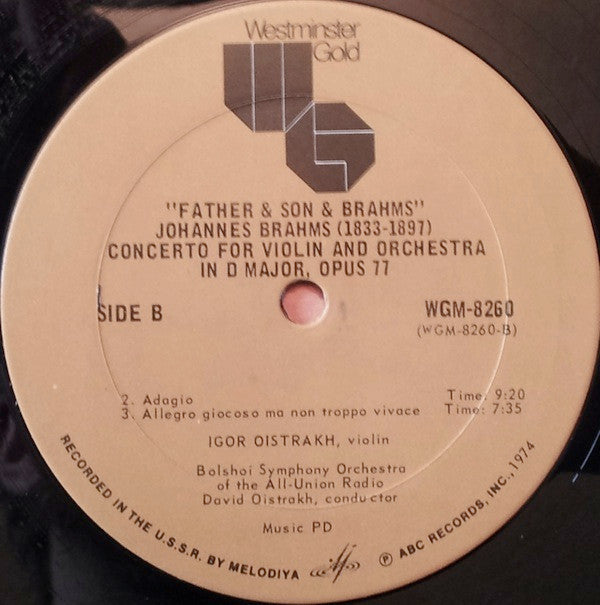 Westminster
Gold
"FATHER & SON & BRAHMS"
JOHANNES BRAHMS (1833-1897)
CONCERTO FOR VIOLIN AND ORCHESTRA
IN D MAJOR, OPUS 77
SIDE B
WGM-8260
(WGM-8260-B)
2. Adagio Time: 9:20
3. Allegro giocoso ma non troppo vivace Time: 7:35
IGOR OISTRAKH, violin
Bolshoi Symphony Orchestra
of the All-Union Radio
David Oistrakh, conductor
Music PD
RECORDED IN THE U.S.S.R. BY MELODIYA
℗ ABC RECORDS, INC., 1974